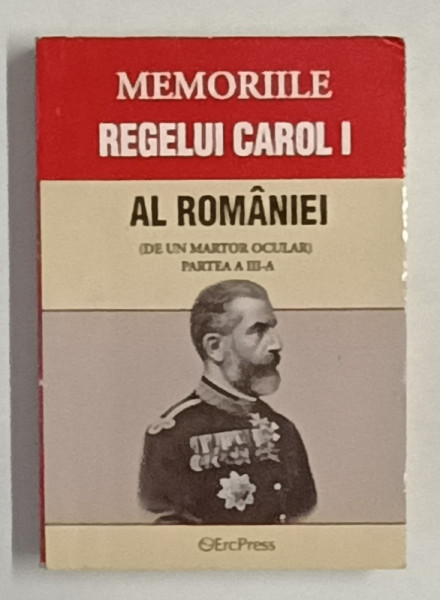 MEMORIILE
REGELUI CAROL I
AL ROMÂNIEI
(DE UN MARTOR OCULAR)
PARTEA A III-A
ErcPress